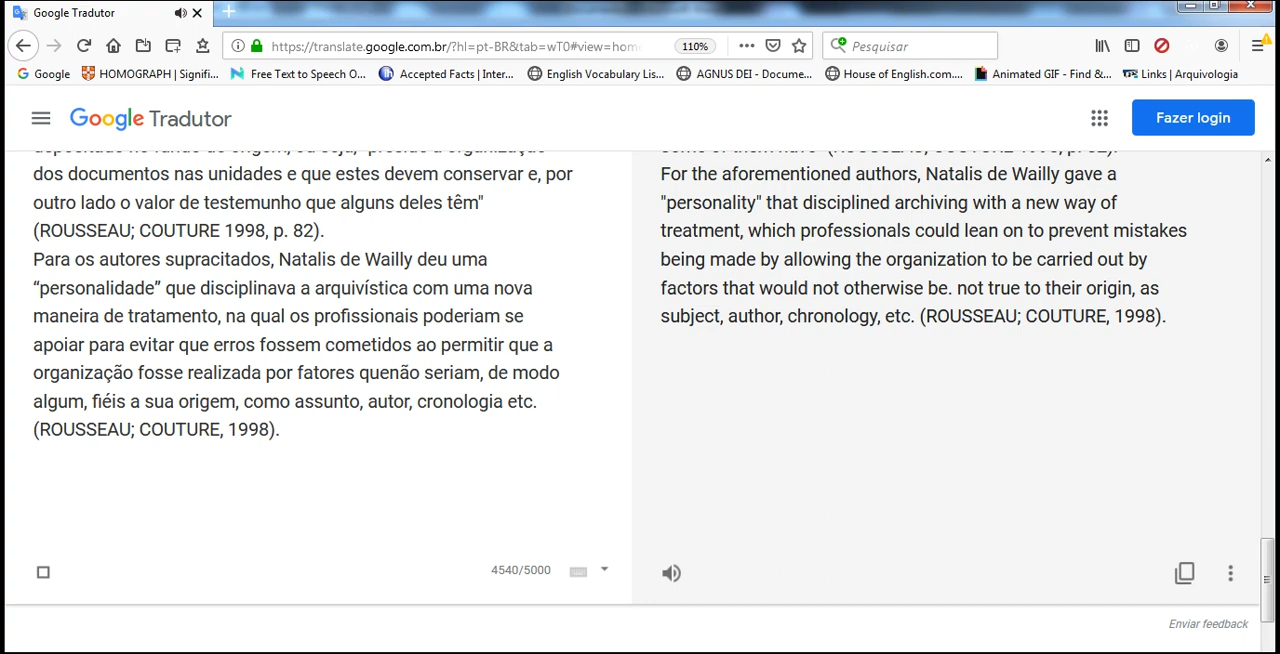 Google Tradutor
https://translate.google.com.br/?hl=pt-BR&tab=wT0#view=hom
110%
Pesquisar
Google
HOMOGRAPH | Signifi...
Free Text to Speech O...
Accepted Facts | Inter...
English Vocabulary Lis...
AGNUS DEI - Docume...
House of English.com....
Animated GIF - Find &...
Links | Arquivologia
Google Tradutor
Fazer login
dos documentos nas unidades e que estes devem conservar e, por
outro lado o valor de testemunho que alguns deles têm"
(ROUSSEAU; COUTURE 1998, p. 82).
Para os autores supracitados, Natalis de Wailly deu uma
“personalidade” que disciplinava a arquivística com uma nova
maneira de tratamento, na qual os profissionais poderiam se
apoiar para evitar que erros fossem cometidos ao permitir que a
organização fosse realizada por fatores quenão seriam, de modo
algum, fiéis a sua origem, como assunto, autor, cronologia etc.
(ROUSSEAU; COUTURE, 1998).
4540/5000
For the aforementioned authors, Natalis de Wailly gave a
"personality" that disciplined archiving with a new way of
treatment, which professionals could lean on to prevent mistakes
being made by allowing the organization to be carried out by
factors that would not otherwise be. not true to their origin, as
subject, author, chronology, etc. (ROUSSEAU; COUTURE, 1998).
Enviar feedback